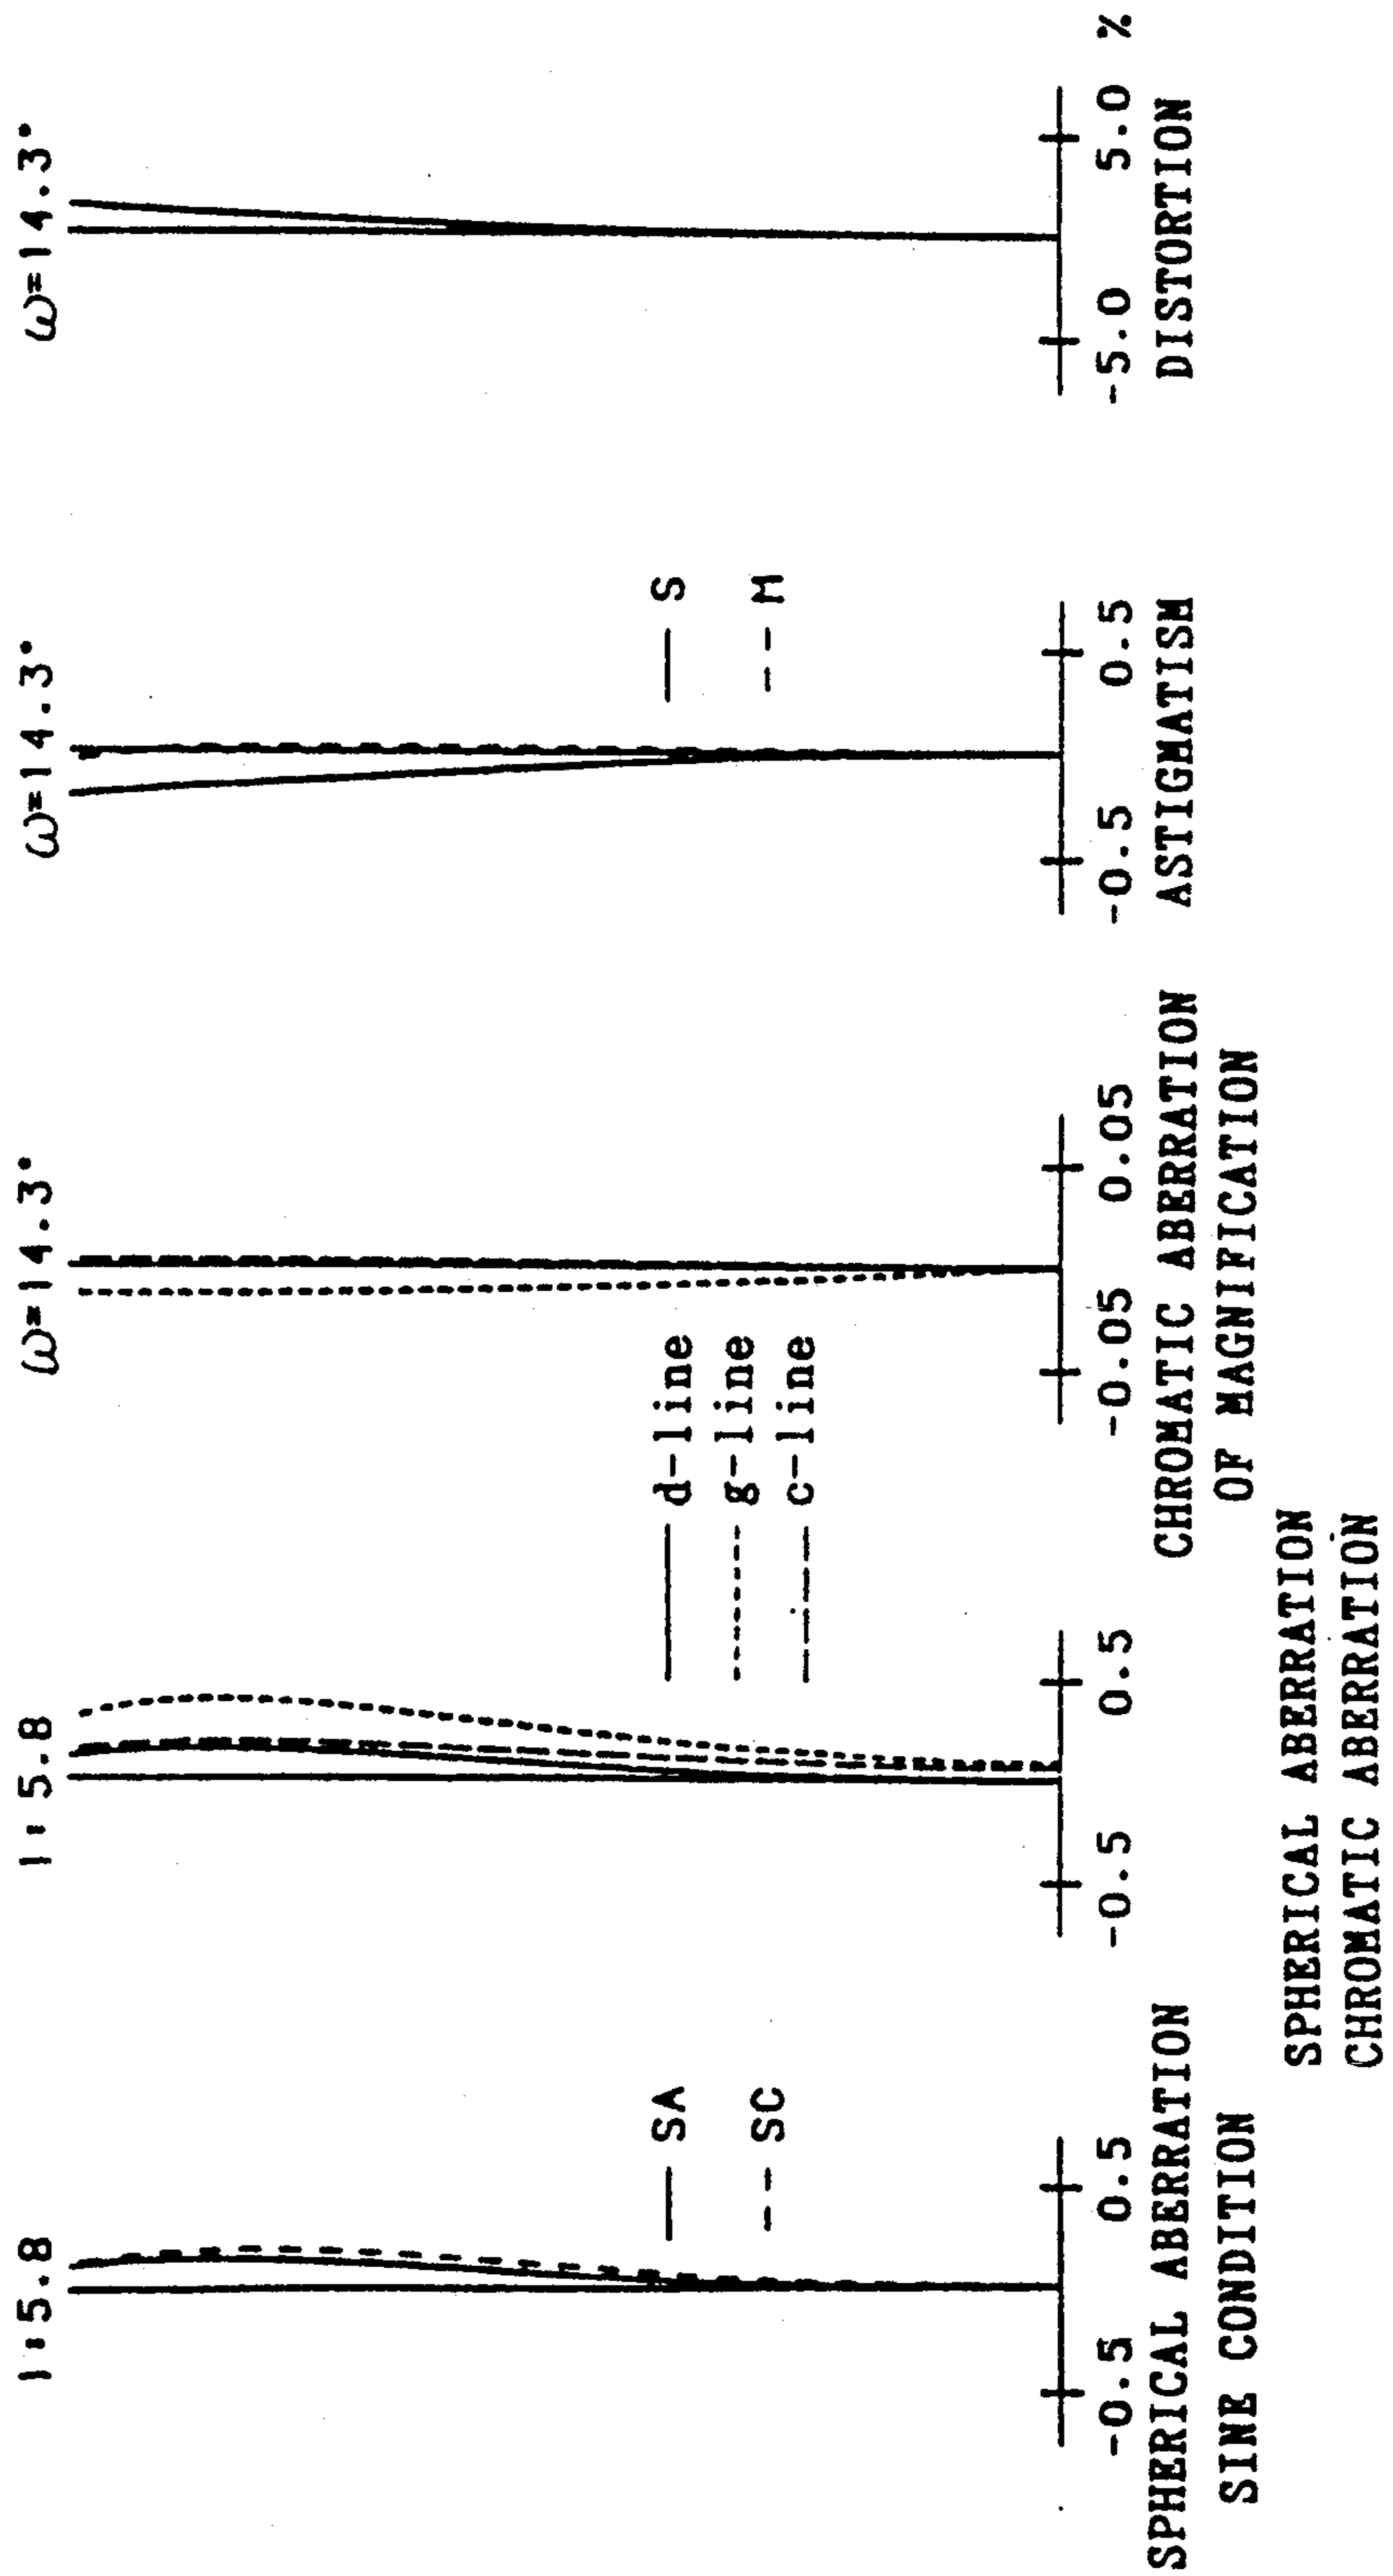 1:5.8
SA
SC
-0.5 0.5
SPHERICAL ABERRATION
SINE CONDITION
1:5.8
d-line
g-line
c-line
-0.5 0.5
SPHERICAL ABERRATION
CHROMATIC ABERRATION
ω=14.3°
-0.05 0.05
CHROMATIC ABERRATION
OF MAGNIFICATION
ω=14.3°
S
M
-0.5 0.5
ASTIGMATISM
ω=14.3°
-5.0 5.0 %
DISTORTION